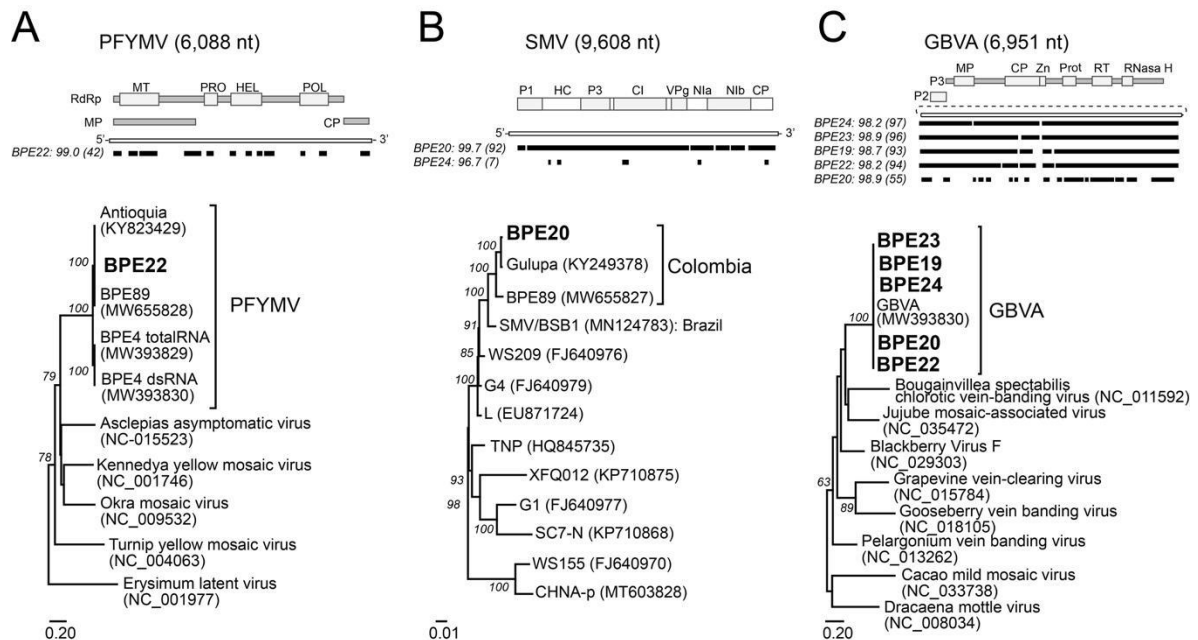 A
PFYMV (6,088 nt)
MT PRO HEL POL
RdRp
MP CP
5' 3'
BPE22: 99.0 (42)
Antioquia
(KY823429)
100
BPE22
BPE89
(MW655828)
100
BPE4 totalRNA
(MW393829)
100
BPE4 dsRNA
(MW393830)
PFYMV
79
Asclepias asymptomatic virus
(NC-015523)
78
Kennedya yellow mosaic virus
(NC_001746)
Okra mosaic virus
(NC_009532)
Turnip yellow mosaic virus
(NC_004063)
Erysimum latent virus
(NC_001977)
0.20
B
SMV (9,608 nt)
P1 HC P3 CI VPg NIa NIb CP
5' 3'
BPE20: 99.7 (92)
BPE24: 96.7 (7)
100
BPE20
Gulupa (KY249378)
100
BPE89 (MW655827)
Colombia
91
SMV/BSB1 (MN124783): Brazil
85
WS209 (FJ640976)
100
G4 (FJ640979)
L (EU871724)
TNP (HQ845735)
93
XFQ012 (KP710875)
98
G1 (FJ640977)
100
SC7-N (KP710868)
WS155 (FJ640970)
100
CHNA-p (MT603828)
0.01
C
GBVA (6,951 nt)
P3 MP CP Zn Prot RT RNasa H
P2
BPE24: 98.2 (97)
BPE23: 98.9 (96)
BPE19: 98.7 (93)
BPE22: 98.2 (94)
BPE20: 98.9 (55)
BPE23
BPE19
BPE24
GBVA
(MW393830)
100
BPE20
BPE22
GBVA
Bougainvillea spectabilis
chlorotic vein-banding virus (NC_011592)
Jujube mosaic-associated virus
(NC_035472)
Blackberry Virus F
(NC_029303)
63
Grapevine vein-clearing virus
(NC_015784)
89
Gooseberry vein banding virus
(NC_018105)
Pelargonium vein banding virus
(NC_013262)
Cacao mild mosaic virus
(NC_033738)
Dracaena mottle virus
(NC_008034)
0.20